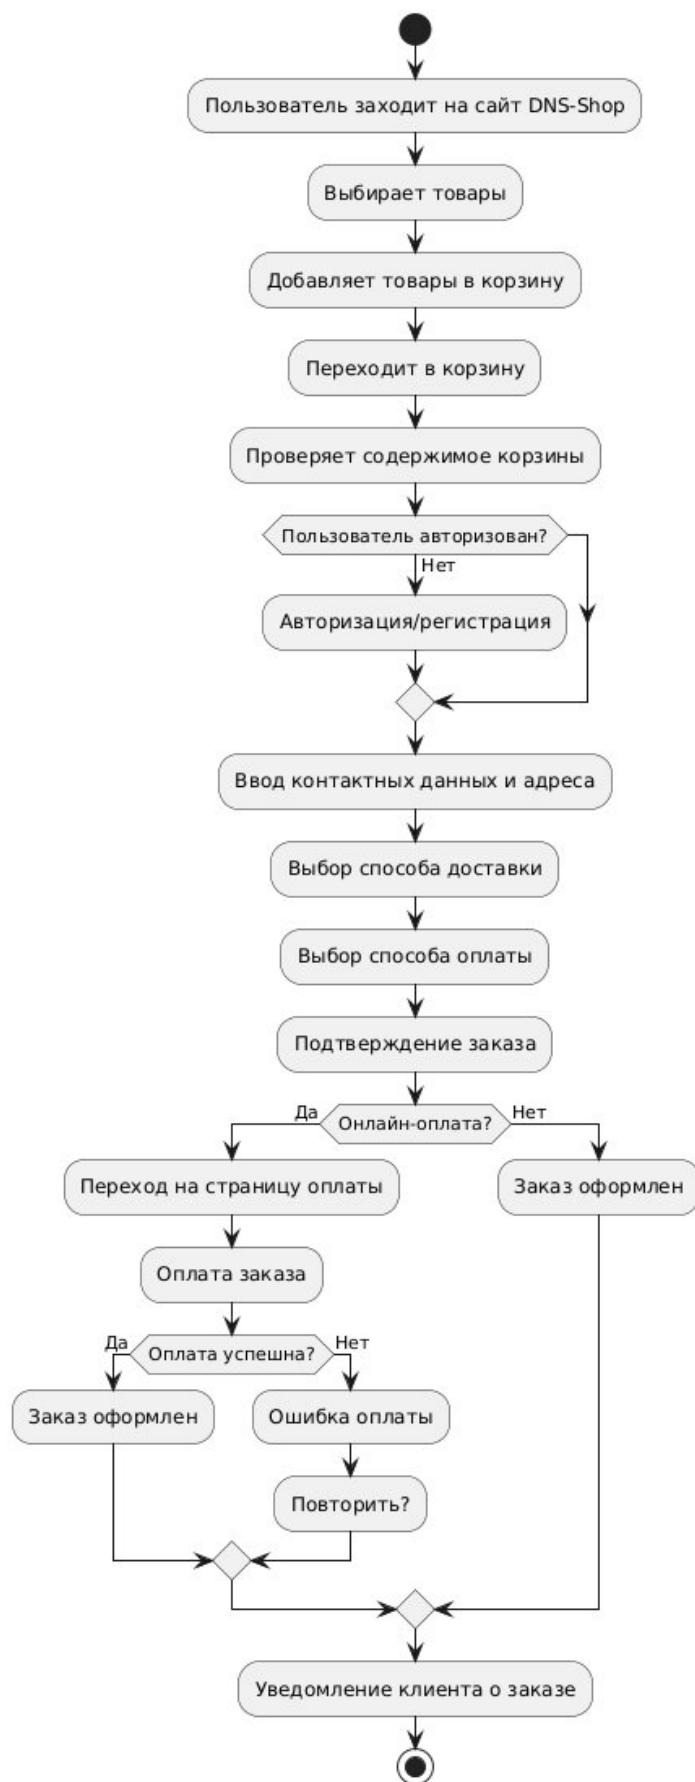 Пользователь заходит на сайт DNS-Shop
Выбирает товары
Добавляет товары в корзину
Переходит в корзину
Проверяет содержимое корзины
Пользователь авторизован?
Нет
Авторизация/регистрация
Ввод контактных данных и адреса
Выбор способа доставки
Выбор способа оплаты
Подтверждение заказа
Да
Онлайн-оплата?
Нет
Переход на страницу оплаты
Заказ оформлен
Оплата заказа
Да
Оплата успешна?
Нет
Заказ оформлен
Ошибка оплаты
Повторить?
Уведомление клиента о заказе